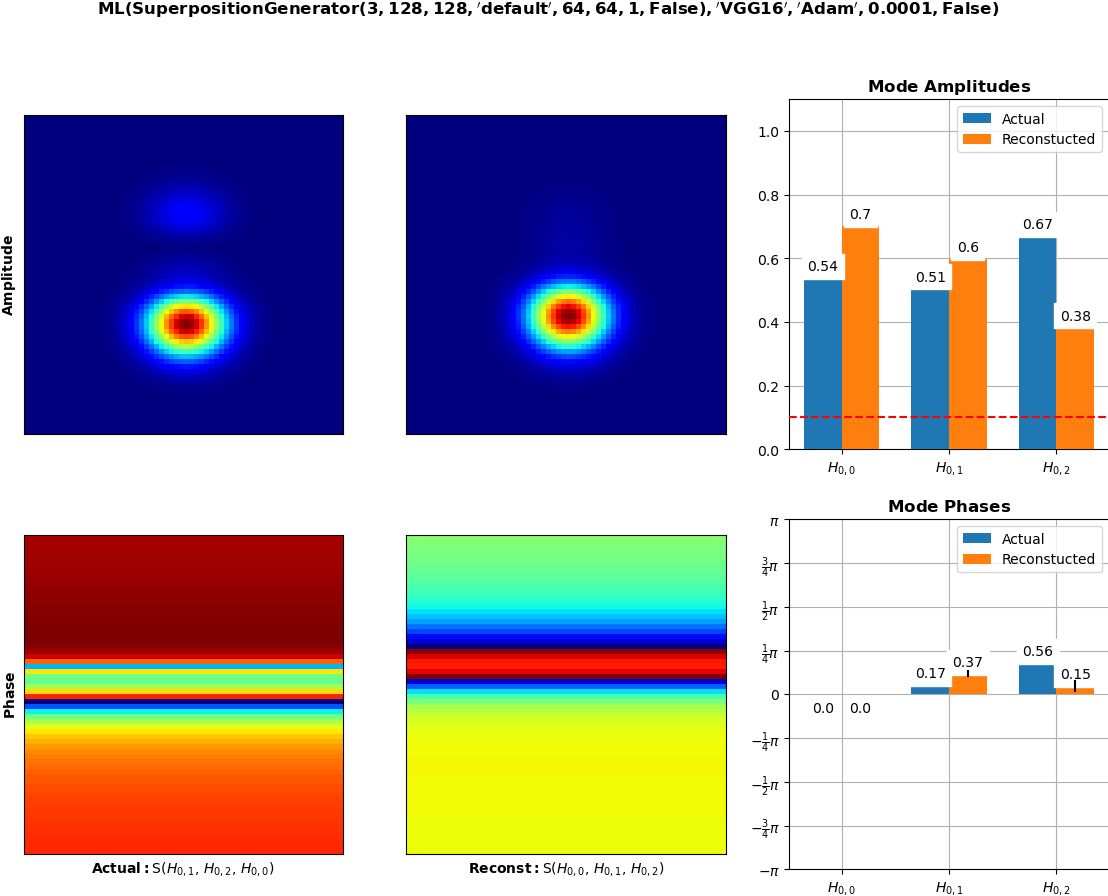 ML(SuperpositionGenerator(3, 128, 128, 'default', 64, 64, 1, False), 'VGG16', 'Adam', 0.0001, False)
Amplitude
Mode Amplitudes
Actual
Reconstucted
1.0
0.8
0.6
0.4
0.2
0.0
0.54
0.7
0.51
0.6
0.67
0.38
H0,0
H0,1
H0,2
Phase
Actual: S(H0,1, H0,2, H0,0)
Reconst: S(H0,0, H0,1, H0,2)
Mode Phases
Actual
Reconstucted
π
3/4π
1/2π
1/4π
0
−1/4π
−1/2π
−3/4π
−π
0.0
0.0
0.17
0.37
0.56
0.15
H0,0
H0,1
H0,2